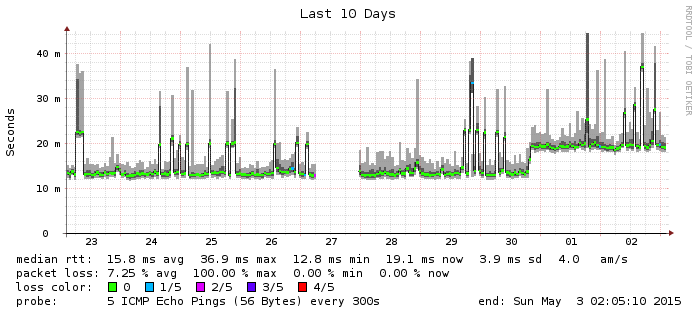 Last 10 Days
RRDTOOL / TOBI OETIKER
Seconds
40 m
30 m
20 m
10 m
0
23 24 25 26 27 28 29 30 01 02
median rtt: 15.8 ms avg 36.9 ms max 12.8 ms min 19.1 ms now 3.9 ms sd 4.0 am/s
packet loss: 7.25 % avg 100.00 % max 0.00 % min 0.00 % now
loss color: 0 1/5 2/5 3/5 4/5
probe: 5 ICMP Echo Pings (56 Bytes) every 300s end: Sun May 3 02:05:10 2015